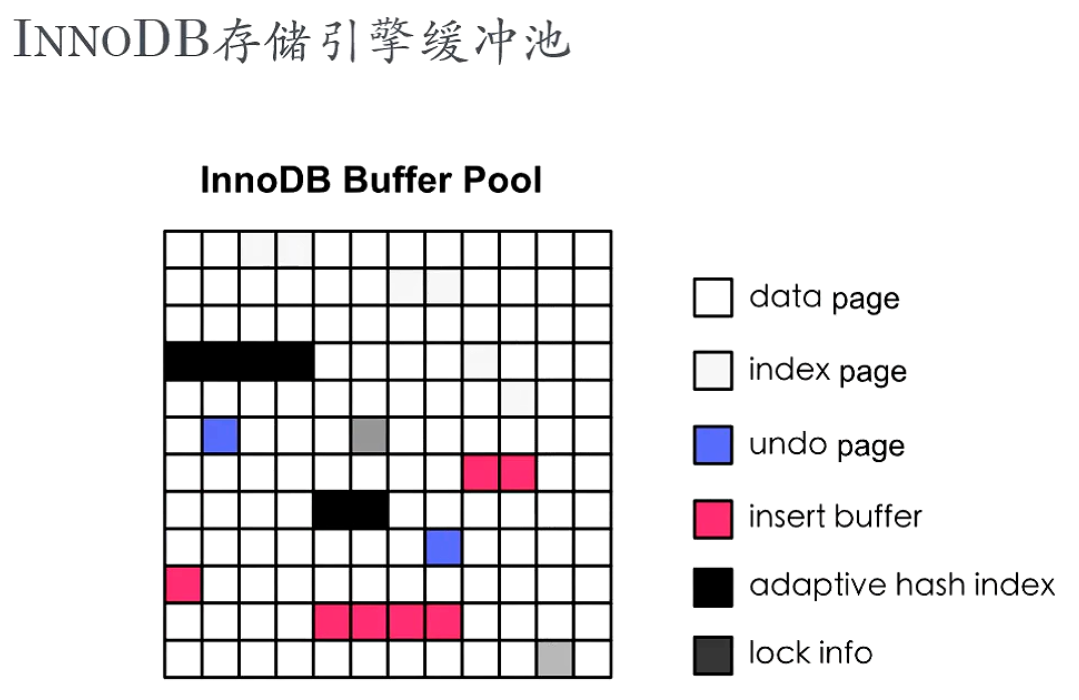 INNODB存储引擎缓冲池
InnoDB Buffer Pool
data page
index page
undo page
insert buffer
adaptive hash index
lock info